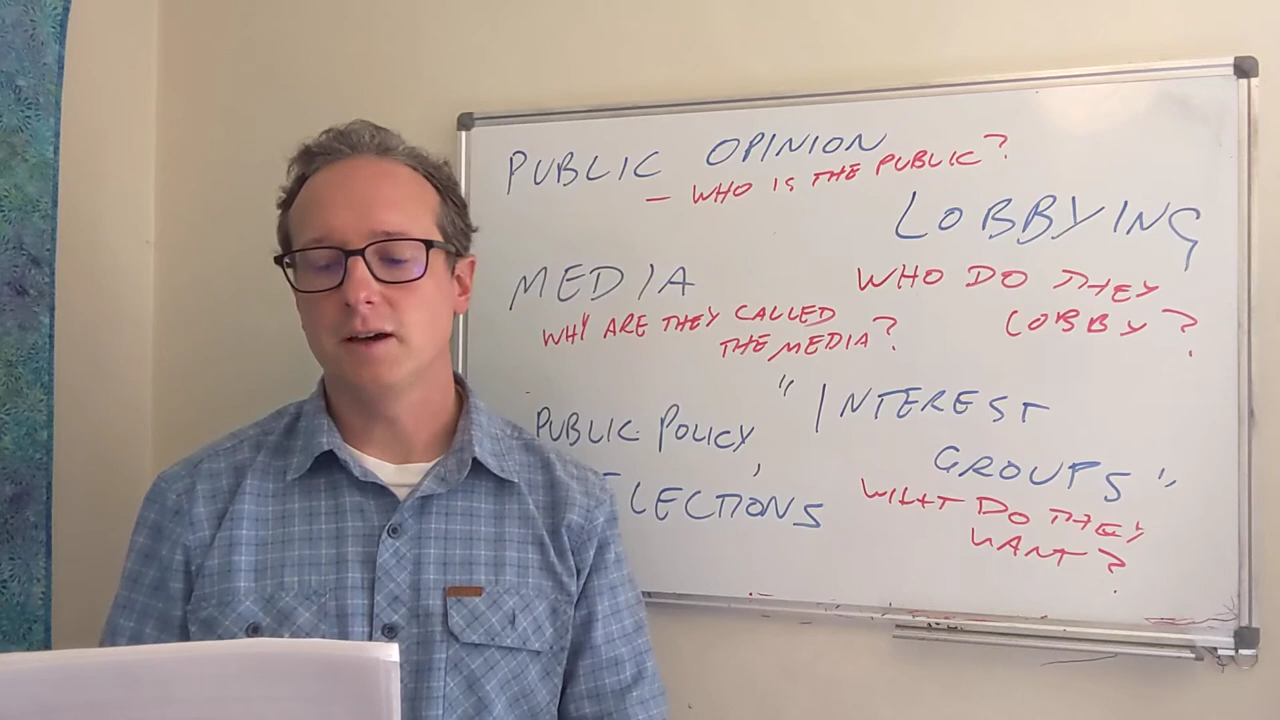 PUBLIC OPINION
— WHO IS THE PUBLIC?
LOBBYING
WHO DO THEY
LOBBY?
MEDIA
WHY ARE THEY CALLED
THE MEDIA?
"INTEREST
GROUPS"
WHAT DO THEY
WANT?
PUBLIC POLICY,
LECTIONS